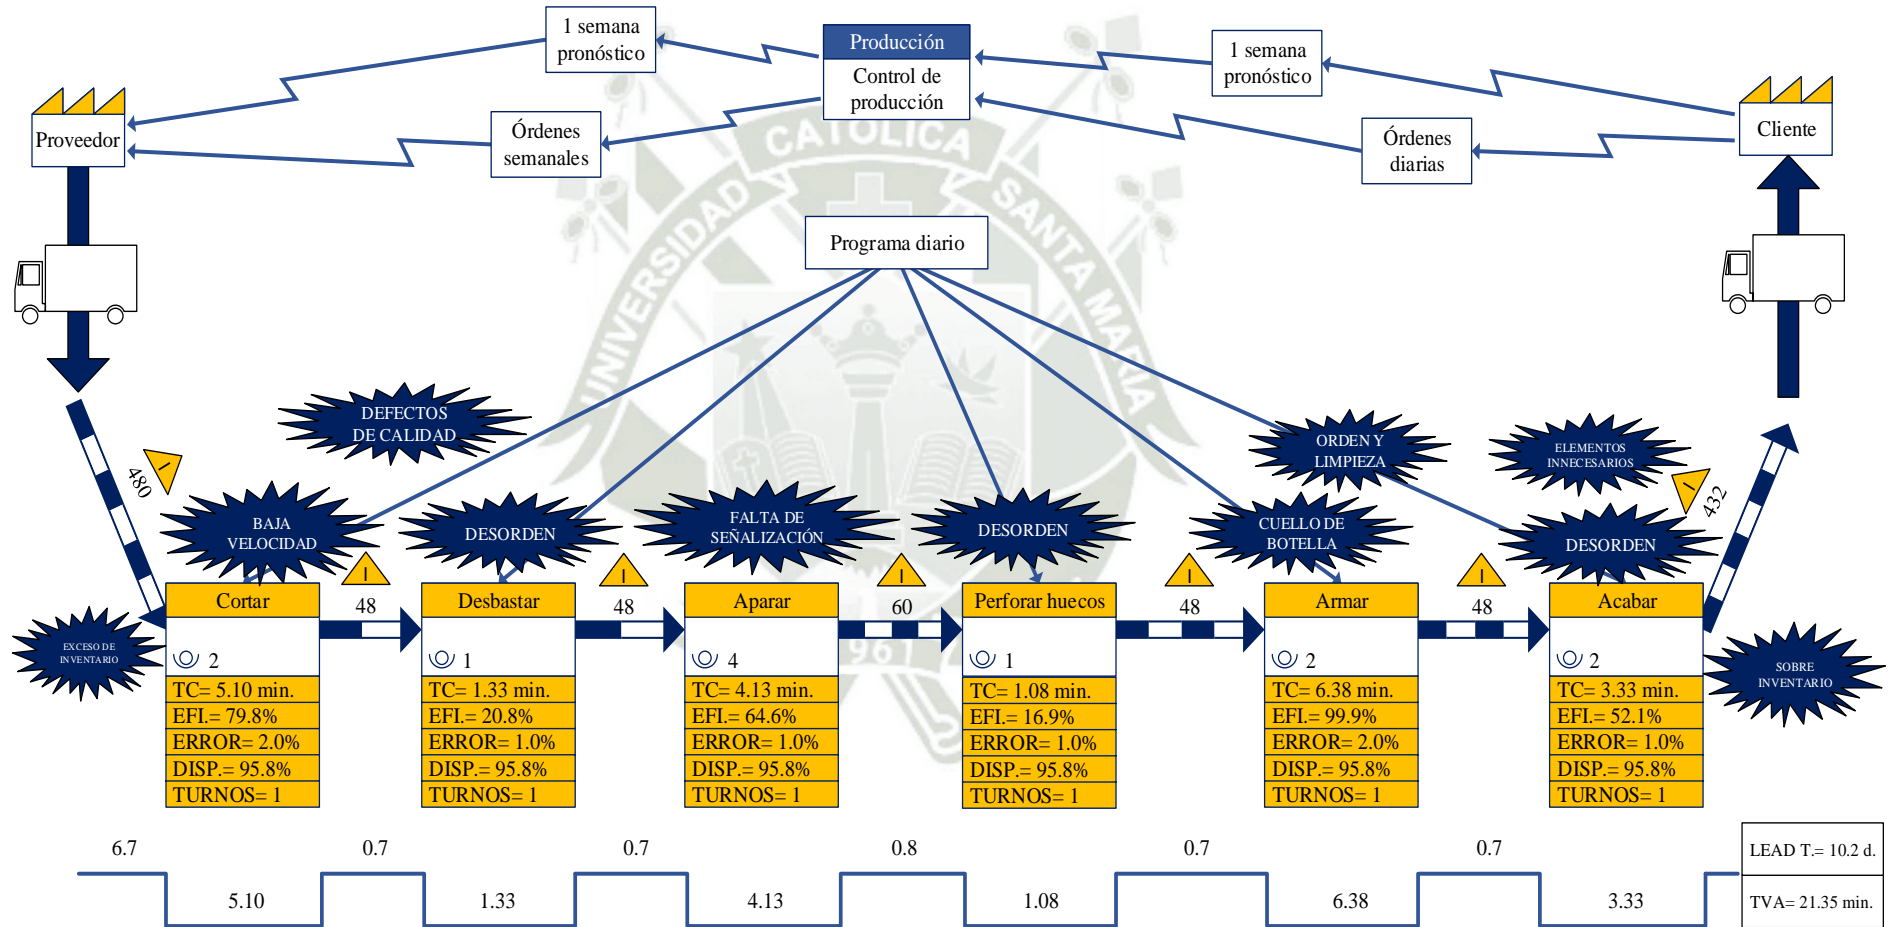 1 semana
pronóstico
Producción
Control de
producción
1 semana
pronóstico
Proveedor
Órdenes
semanales
Órdenes
diarias
Cliente
UNIVERSIDAD CATOLICA SANTA MARIA
1961
Programa diario
DEFECTOS
DE CALIDAD
ORDEN Y
LIMPIEZA
ELEMENTOS
INNECESARIOS
480
I
I
432
BAJA
VELOCIDAD
DESORDEN
FALTA DE
SEÑALIZACIÓN
DESORDEN
CUELLO DE
BOTELLA
DESORDEN
I
I
I
I
I
48
48
60
48
48
EXCESO DE
INVENTARIO
SOBRE
INVENTARIO
Cortar
2
TC= 5.10 min.
EFI.= 79.8%
ERROR= 2.0%
DISP.= 95.8%
TURNOS= 1
Desbastar
1
TC= 1.33 min.
EFI.= 20.8%
ERROR= 1.0%
DISP.= 95.8%
TURNOS= 1
Aparar
4
TC= 4.13 min.
EFI.= 64.6%
ERROR= 1.0%
DISP.= 95.8%
TURNOS= 1
Perforar huecos
1
TC= 1.08 min.
EFI.= 16.9%
ERROR= 1.0%
DISP.= 95.8%
TURNOS= 1
Armar
2
TC= 6.38 min.
EFI.= 99.9%
ERROR= 2.0%
DISP.= 95.8%
TURNOS= 1
Acabar
2
TC= 3.33 min.
EFI.= 52.1%
ERROR= 1.0%
DISP.= 95.8%
TURNOS= 1
6.7 0.7 0.7 0.8 0.7 0.7
LEAD T.= 10.2 d.
5.10 1.33 4.13 1.08 6.38 3.33
TVA= 21.35 min.